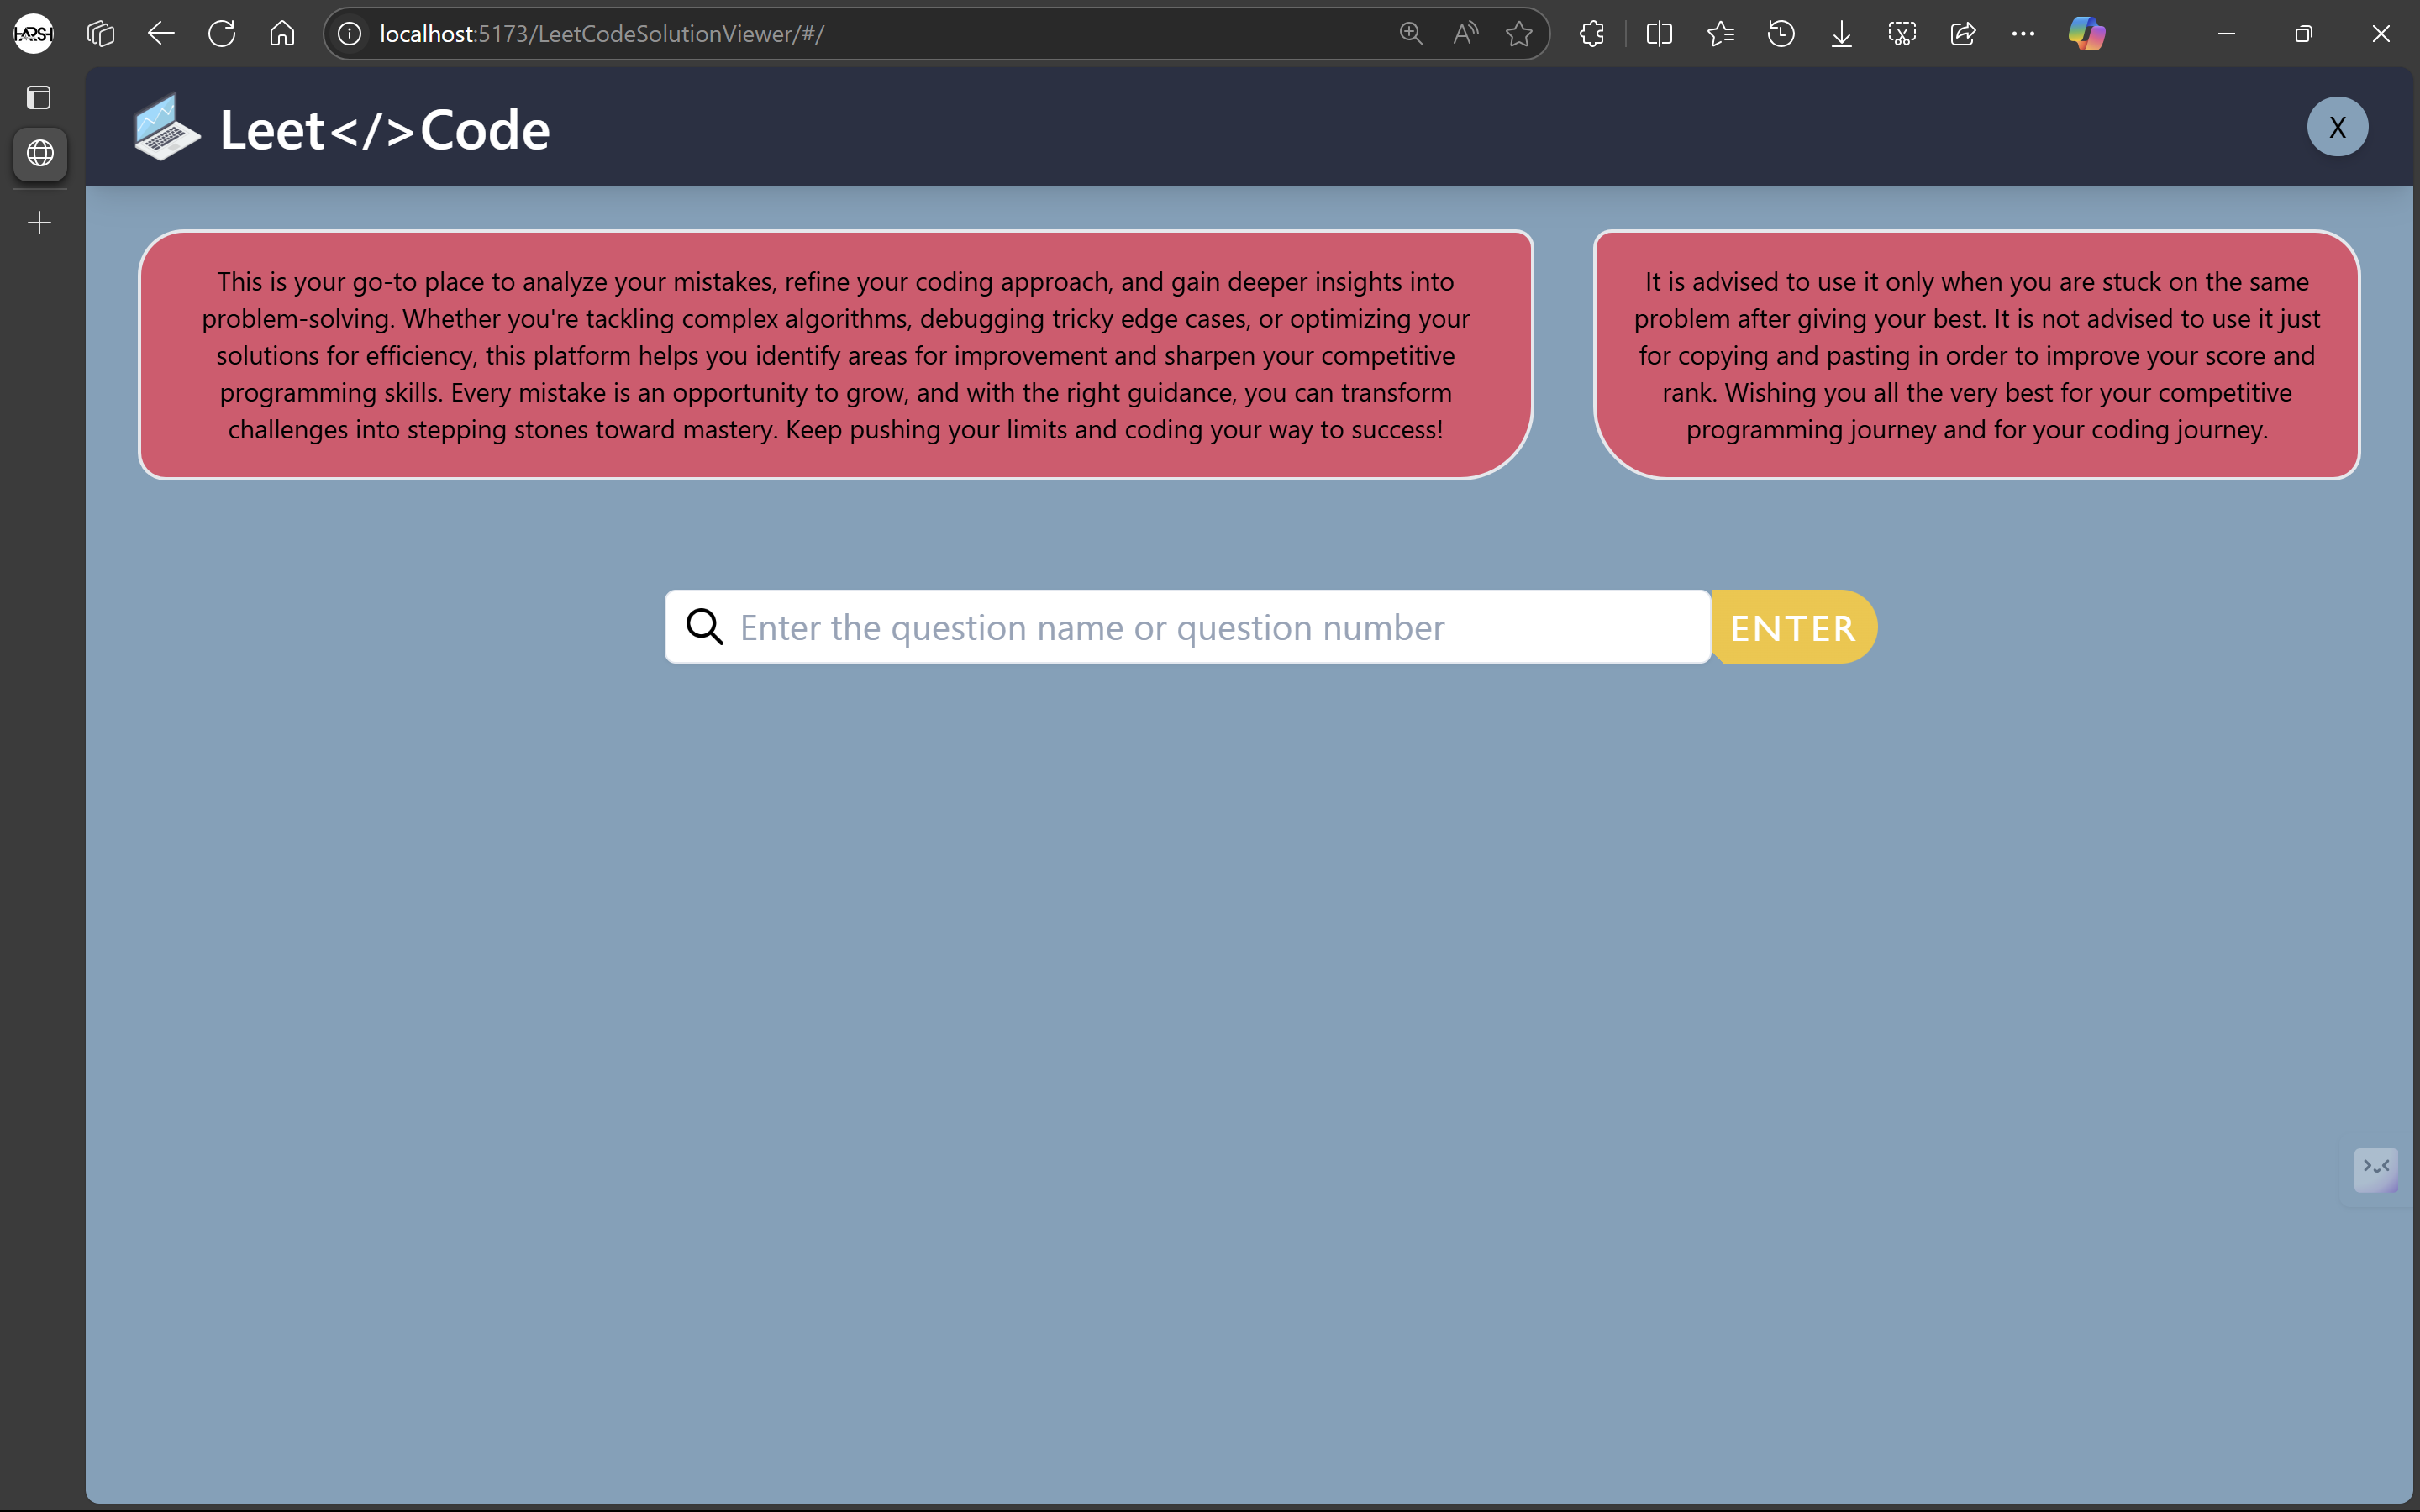 HARSH
localhost:5173/LeetCodeSolutionViewer/#/
Leet</>Code
X
This is your go-to place to analyze your mistakes, refine your coding approach, and gain deeper insights into
problem-solving. Whether you're tackling complex algorithms, debugging tricky edge cases, or optimizing your
solutions for efficiency, this platform helps you identify areas for improvement and sharpen your competitive
programming skills. Every mistake is an opportunity to grow, and with the right guidance, you can transform
challenges into stepping stones toward mastery. Keep pushing your limits and coding your way to success!
It is advised to use it only when you are stuck on the same
problem after giving your best. It is not advised to use it just
for copying and pasting in order to improve your score and
rank. Wishing you all the very best for your competitive
programming journey and for your coding journey.
Enter the question name or question number
ENTER